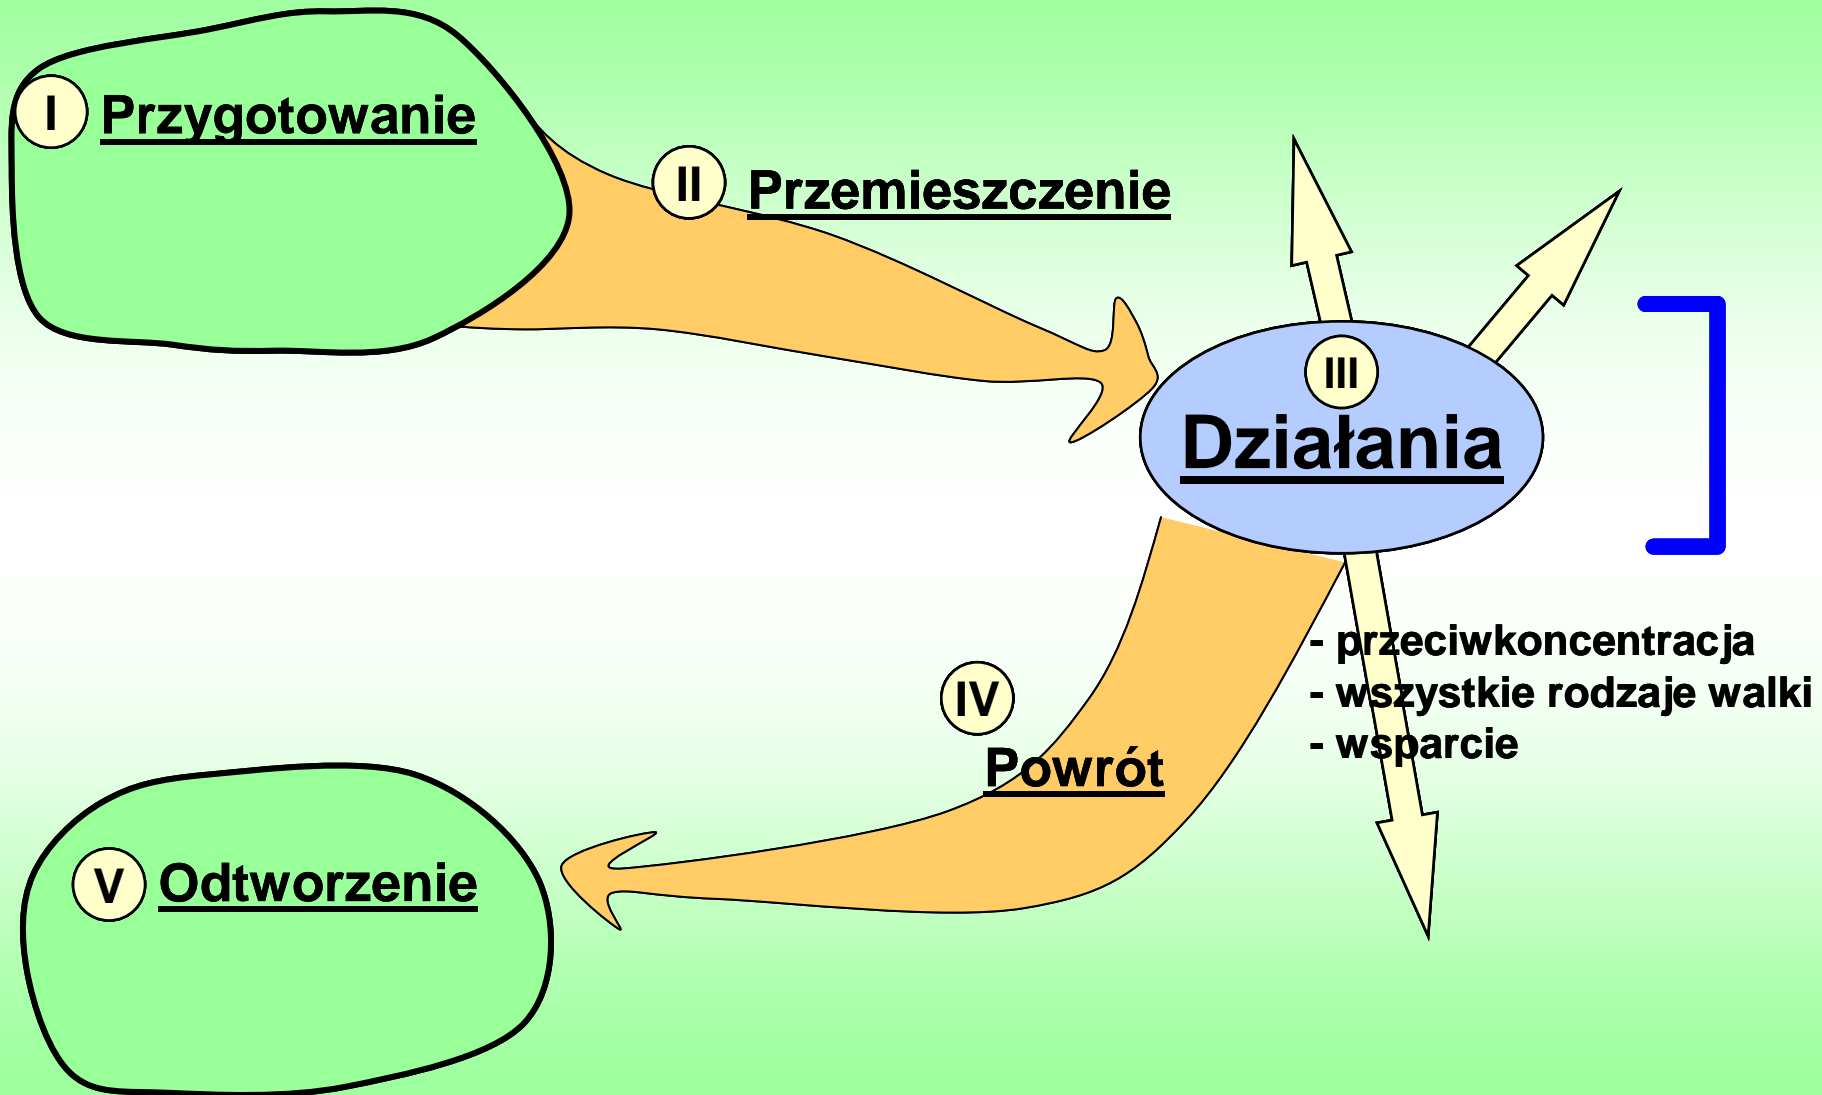 I Przygotowanie
II Przemieszczenie
III
Działania
- przeciwkoncentracja
- wszystkie rodzaje walki
- wsparcie
IV
Powrót
V Odtworzenie